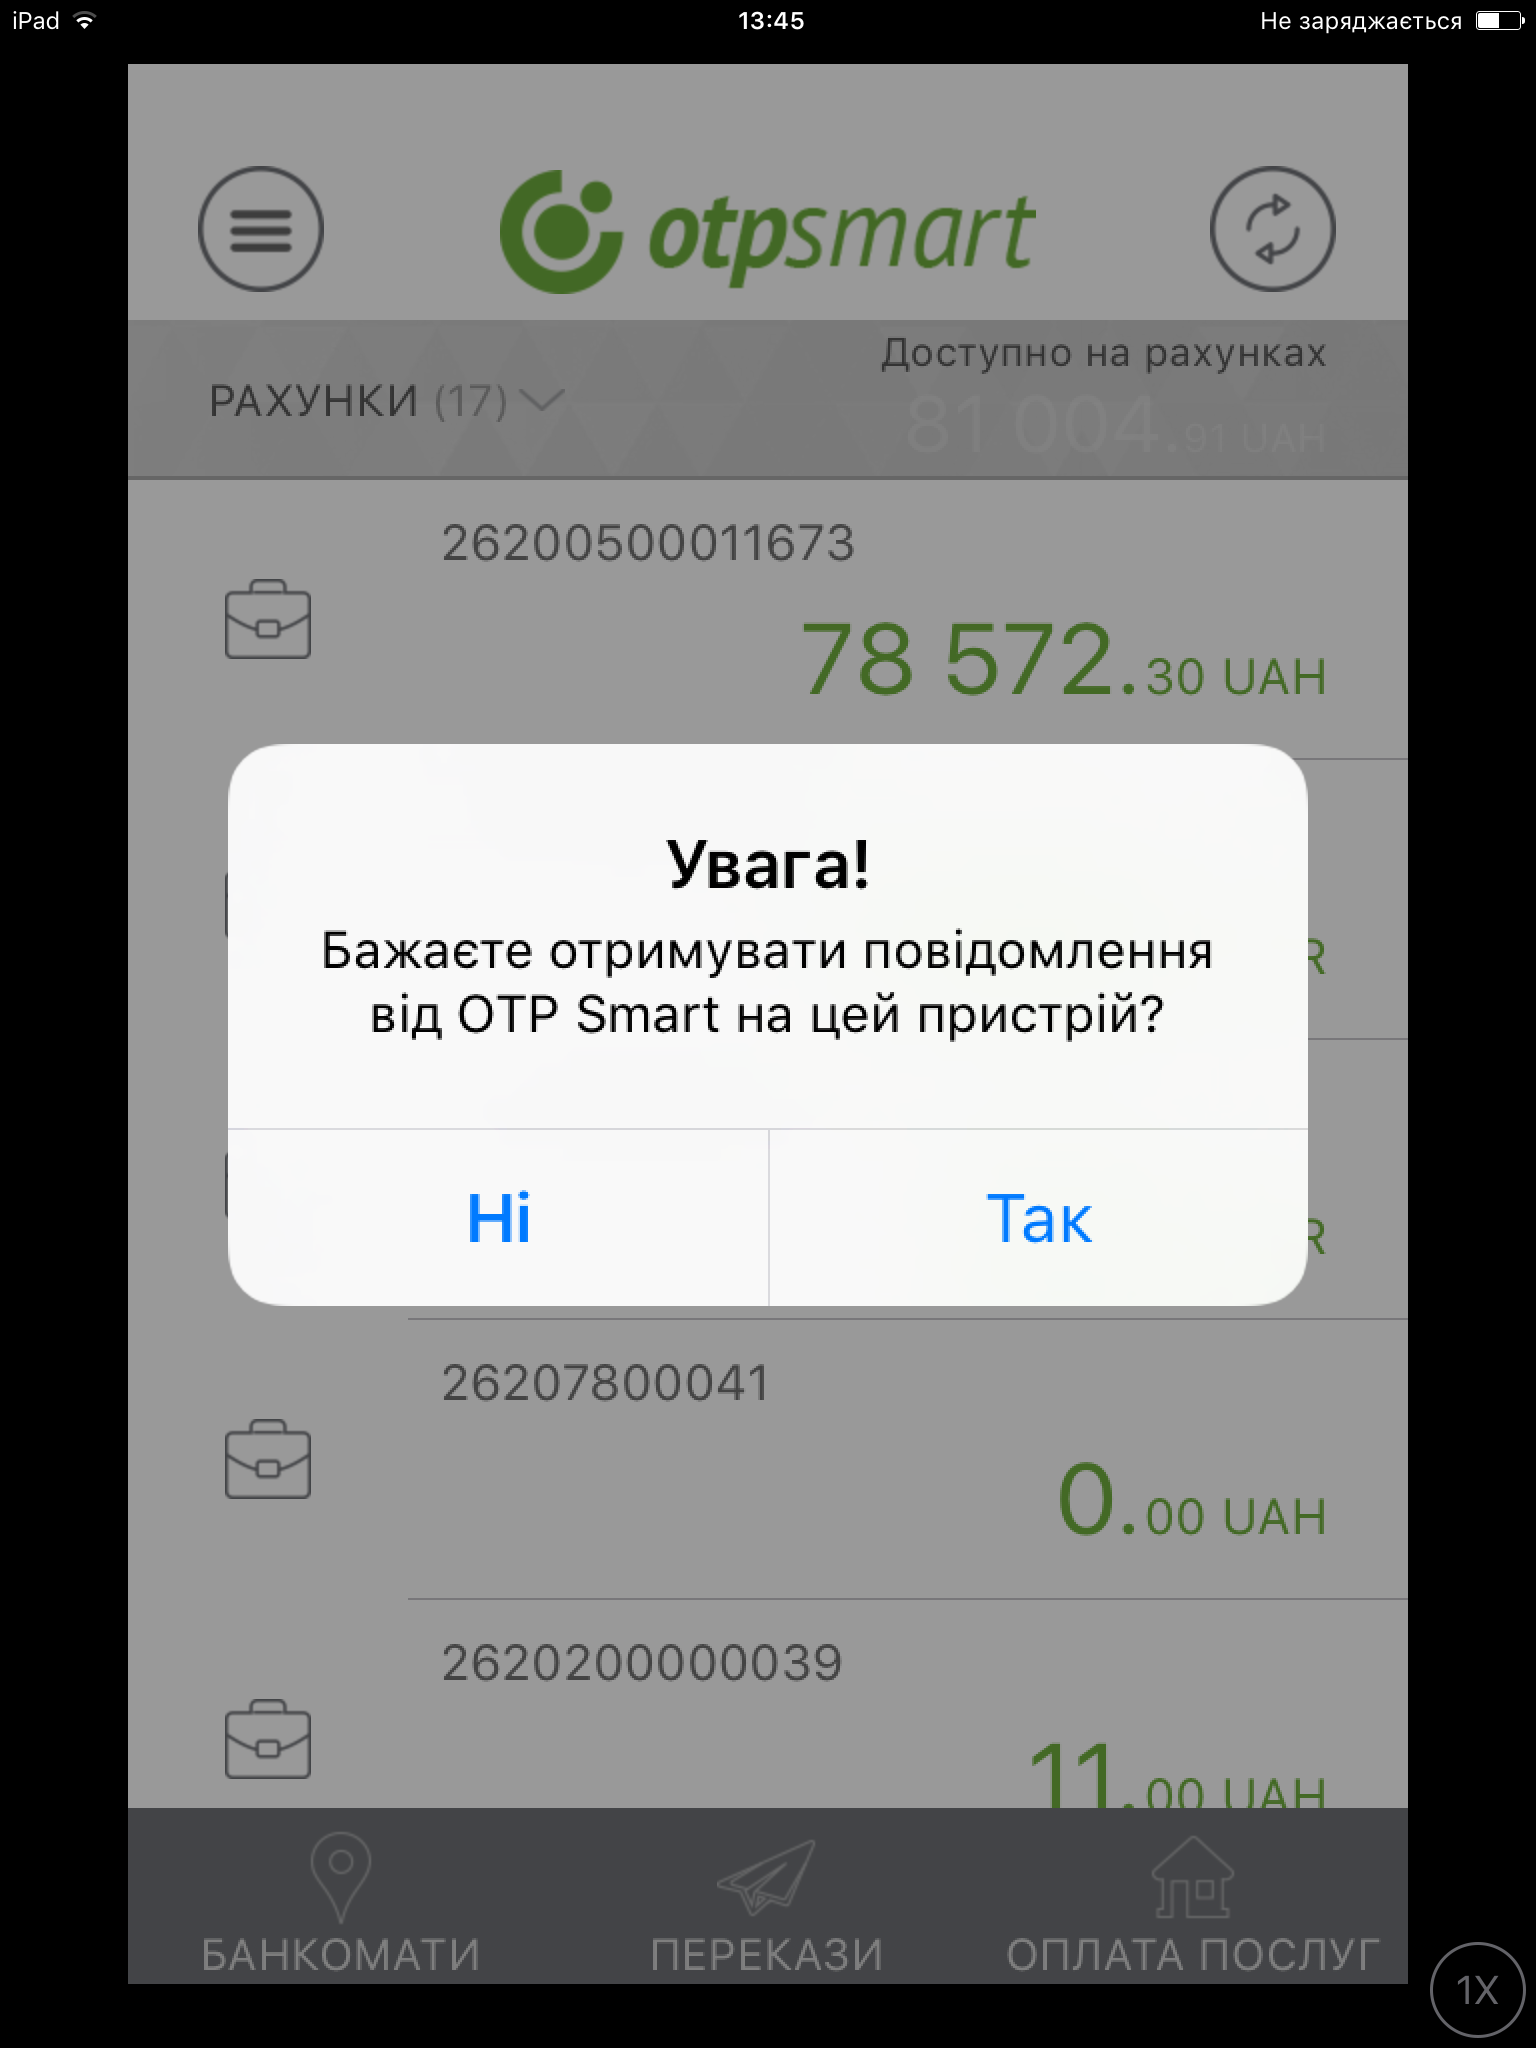 iPad 13:45 Не заряджається
otpsmart
Доступно на рахунках
РАХУНКИ (17)
81 004.91 UAH
26200500011673
78 572.30 UAH
Увага!
Бажаєте отримувати повідомлення
від OTP Smart на цей пристрій?
R
Ні Так
R
26207800041
0.00 UAH
2620200000039
11.00 UAH
БАНКОМАТИ ПЕРЕКАЗИ ОПЛАТА ПОСЛУГ
1X